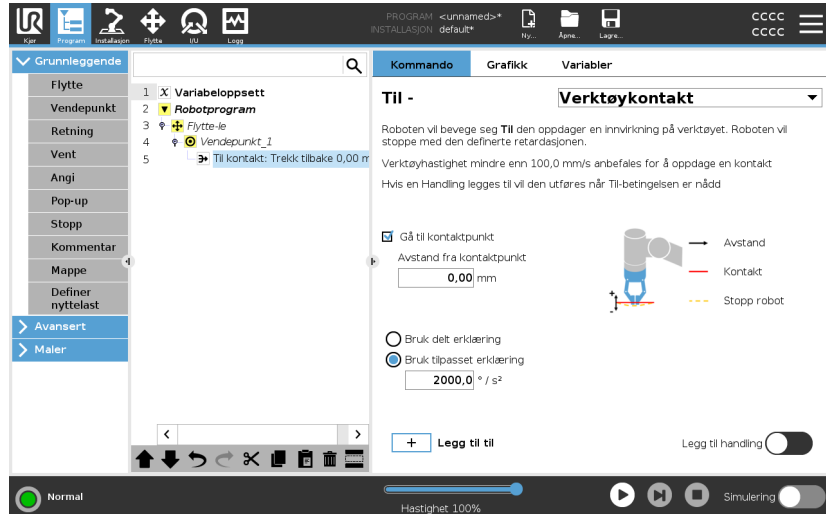 UR
Kjør
Program
Installasjon
Flytte
I/U
Logg
PROGRAM <unnamed>*
INSTALLASJON default*
Ny...
Åpne...
Lagre...
cccc
cccc
Grunnleggende
Flytte
Vendepunkt
Retning
Vent
Angi
Pop-up
Stopp
Kommentar
Mappe
Definer
nyttelast
Avansert
Maler
1 X Variabeloppsett
2 Robotprogram
3 Flytte-le
4 Vendepunkt_1
5 Til kontakt: Trekk tilbake 0,00 m
Kommando Grafikk Variabler
Til - Verktøykontakt
Roboten vil bevege seg Til den oppdager en innvirkning på verktøyet. Roboten vil
stoppe med den definerte retardasjonen.
Verktøyhastighet mindre enn 100,0 mm/s anbefales for å oppdage en kontakt
Hvis en Handling legges til vil den utføres når Til-betingelsen er nådd
Gå til kontaktpunkt
Avstand fra kontaktpunkt
0,00 mm
Avstand
Kontakt
Stopp robot
+
-
Bruk delt erklæring
Bruk tilpasset erklæring
2000,0 ° / s²
+ Legg til til
Legg til handling
Normal
Hastighet 100%
Simulering